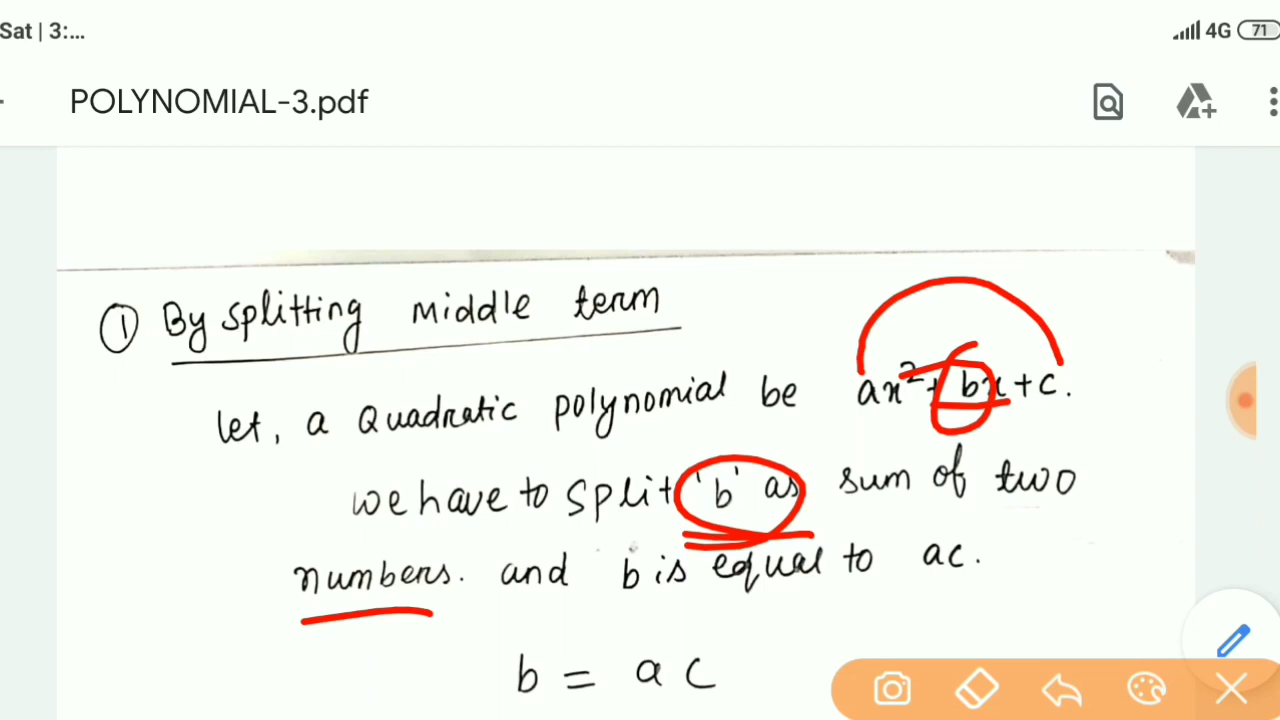 Sat | 3:...
4G 71
POLYNOMIAL-3.pdf
① By splitting middle term
let, a Quadratic polynomial be ax²+bx+c.
we have to split 'b' as sum of two
numbers. and b is equal to ac.
b = ac